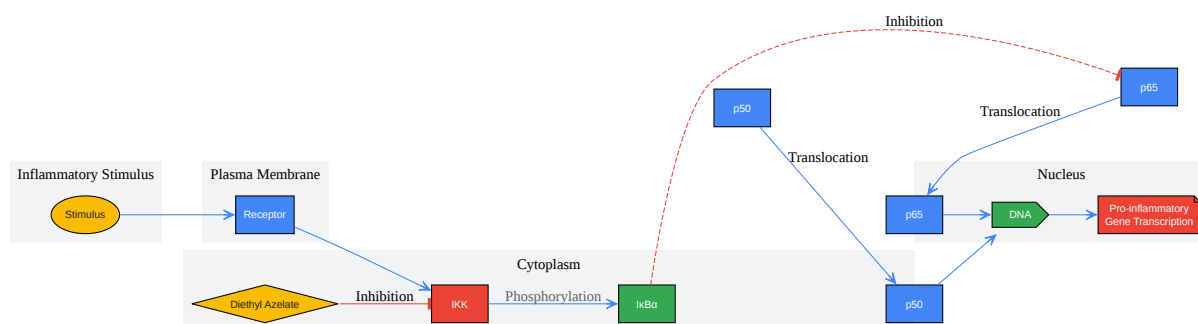 Inhibition
p65
p50
Translocation
Translocation
Inflammatory Stimulus
Plasma Membrane
Nucleus
Stimulus
Receptor
p65
DNA
Pro-inflammatory
Gene Transcription
Cytoplasm
Diethyl Azelate
Inhibition
IKK
Phosphorylation
IκBα
p50